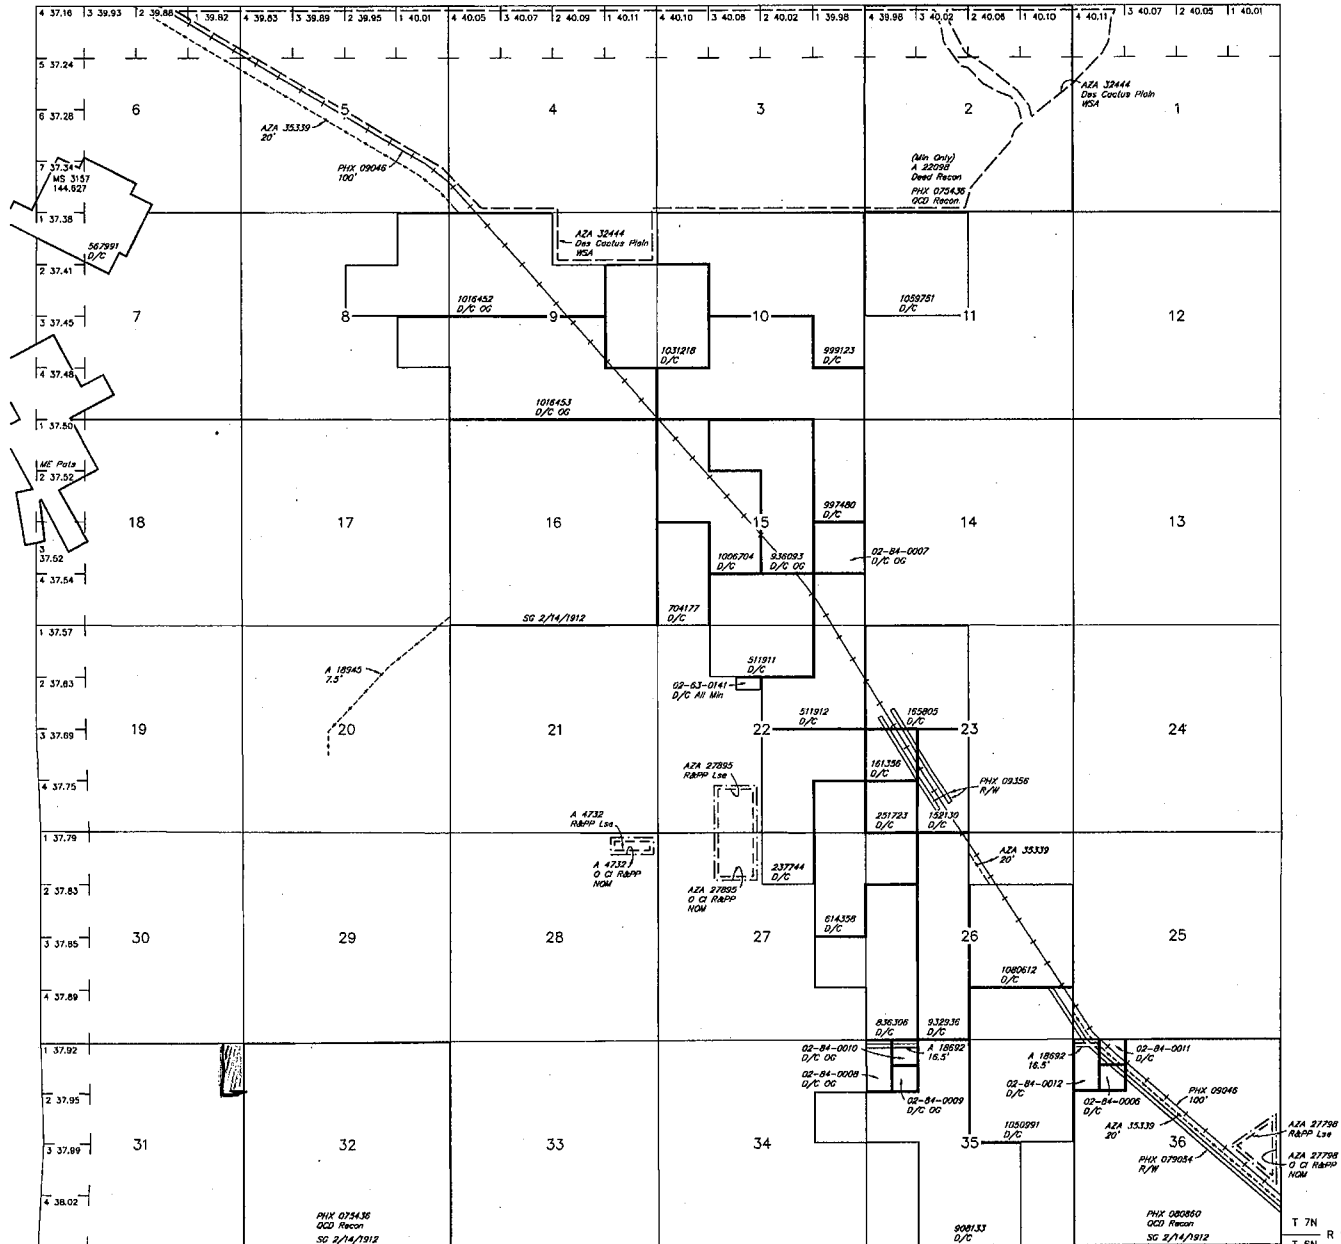 4 37.16
3 39.93
2 39.88
1 39.82
4 39.83
3 39.89
2 39.95
1 40.01
4 40.05
3 40.07
2 40.09
1 40.11
4 40.10
3 40.08
2 40.02
1 39.98
4 39.98
3 40.02
2 40.06
1 40.10
4 40.11
3 40.07
2 40.05
1 40.01
5 37.24
6
5
4
3
2
1
AZA 32444
Des Cactus Plain
WSA
6 37.28
AZA 35339
20'
PHX 09046
100'
7 37.34
MS 3157
144.627
(Min Only)
A 22098
Deed Recon
PHX 075436
QCD Recon
1 37.38
567991
D/C
AZA 32444
Des Cactus Plain
WSA
2 37.41
1016452
D/C OG
1059751
D/C
7
8
9
10
11
12
3 37.45
1031218
D/C
999123
D/C
4 37.48
1016453
D/C OG
1 37.50
ME Pats
2 37.52
997480
D/C
18
17
16
15
14
13
3
37.52
1006704
D/C
936093
D/C OG
02-84-0007
D/C OG
4 37.54
704177
D/C
SG 2/14/1912
1 37.57
A 18945
7.5'
511911
D/C
2 37.63
02-63-0141
D/C All Min
511912
D/C
165805
D/C
19
20
21
22
23
24
3 37.69
AZA 27895
R&PP Lse
161356
D/C
4 37.75
PHX 09356
R/W
A 4732
R&PP Lse
251723
D/C
152130
D/C
1 37.79
A 4732
O Cl R&PP
NOM
AZA 27895
O Cl R&PP
NOM
237744
D/C
AZA 35339
20'
2 37.83
614358
D/C
30
29
28
27
26
25
3 37.85
1080612
D/C
4 37.89
836306
D/C
932936
D/C
1 37.92
02-84-0010
D/C OG
A 18692
16.5'
A 18692
16.5'
02-84-0011
D/C
02-84-0008
D/C OG
02-84-0009
D/C OG
02-84-0012
D/C
02-84-0006
D/C
PHX 09046
100'
2 37.95
AZA 35339
20'
AZA 27798
R&PP Lse
1050991
D/C
31
32
33
34
35
36
3 37.99
PHX 079054
R/W
AZA 27798
O Cl R&PP
NOM
4 38.02
PHX 075436
QCD Recon
SG 2/14/1912
908133
D/C
PHX 080860
QCD Recon
SG 2/14/1912
T 7N
R